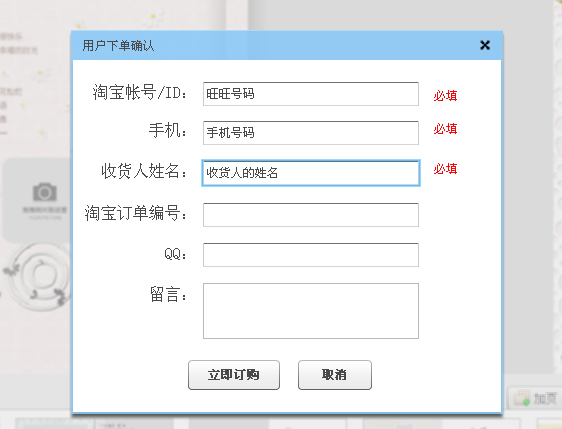 用户下单确认
淘宝帐号/ID：
旺旺号码
必填
手机：
手机号码
必填
收货人姓名：
收货人的姓名
必填
淘宝订单编号：
QQ：
留言：
立即订购
取消
加页